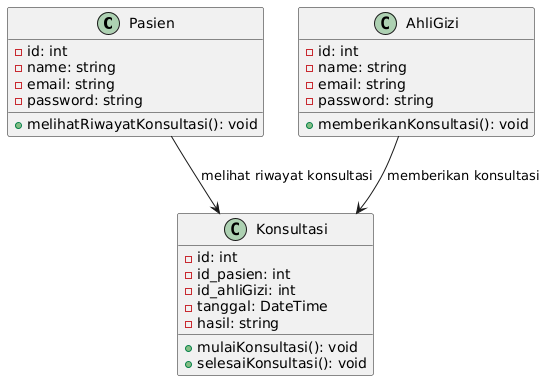 C Pasien
id: int
name: string
email: string
password: string
melihatRiwayatKonsultasi(): void
C AhliGizi
id: int
name: string
email: string
password: string
memberikanKonsultasi(): void
melihat riwayat konsultasi
memberikan konsultasi
C Konsultasi
id: int
id_pasien: int
id_ahliGizi: int
tanggal: DateTime
hasil: string
mulaiKonsultasi(): void
selesaiKonsultasi(): void